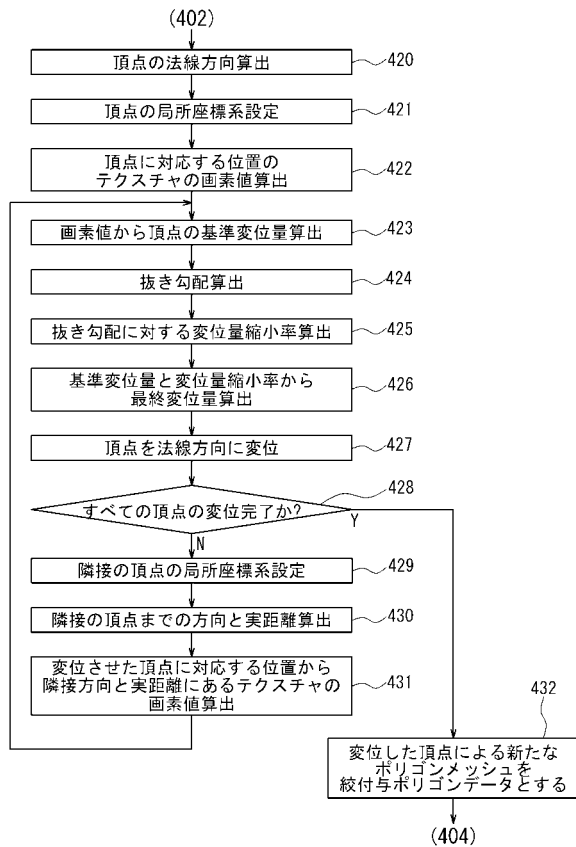 (402)
頂点の法線方向算出
420
頂点の局所座標系設定
421
頂点に対応する位置の
テクスチャの画素値算出
422
画素値から頂点の基準変位量算出
423
抜き勾配算出
424
抜き勾配に対する変位量縮小率算出
425
基準変位量と変位量縮小率から
最終変位量算出
426
頂点を法線方向に変位
427
すべての頂点の変位完了か?
428
Y
N
隣接の頂点の局所座標系設定
429
隣接の頂点までの方向と実距離算出
430
変位させた頂点に対応する位置から
隣接方向と実距離にあるテクスチャの
画素値算出
431
432
変位した頂点による新たな
ポリゴンメッシュを
絞付与ポリゴンデータとする
(404)